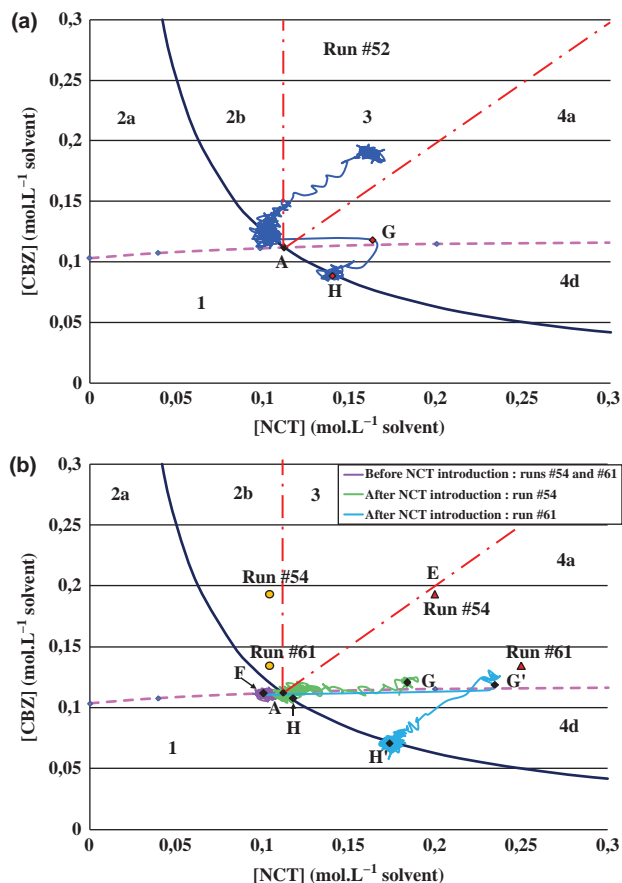 (a)
0,3
0,25
0,2
0,15
0,1
0,05
0
[CBZ] (mol.L⁻¹ solvent)
Run #52
2a
2b
3
4a
G
A
H
1
4d
0
0,05
0,1
0,15
0,2
0,25
0,3
[NCT] (mol.L⁻¹ solvent)
(b)
0,3
0,25
0,2
0,15
0,1
0,05
0
[CBZ] (mol.L⁻¹ solvent)
2a
2b
3
Before NCT introduction : runs #54 and #61
After NCT introduction : run #54
After NCT introduction : run #61
4a
Run #54
E
Run #54
Run #61
Run #61
F
G
G'
A
H
1
4d
H'
0
0,05
0,1
0,15
0,2
0,25
0,3
[NCT] (mol.L⁻¹ solvent)